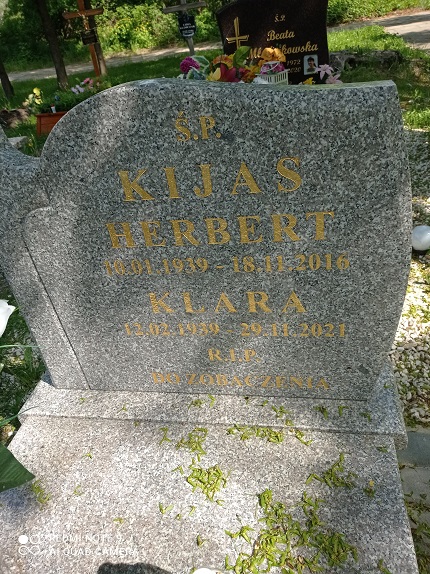 Ś.P.
Beata
Ś.P.
KIJAS
HERBERT
10.01.1939 - 18.11.2016
KLARA
12.02.1939 - 29.11.2021
R.I.P.
DO ZOBACZENIA
REDMI NOTE 9
AI QUAD CAMERA